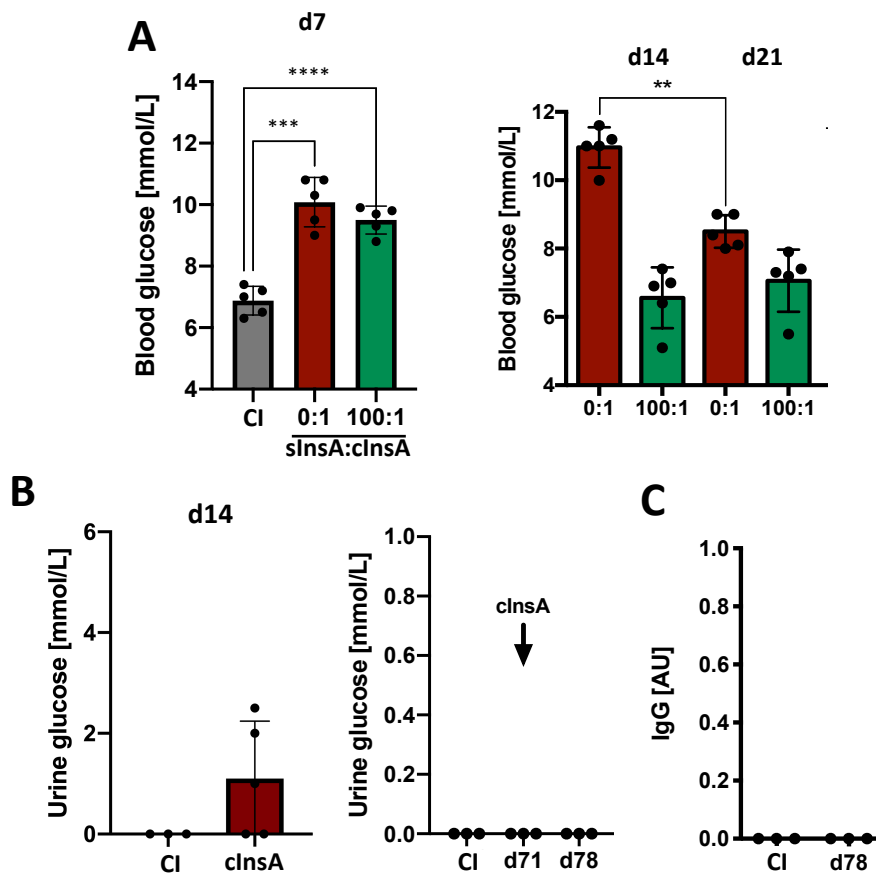 A
d7
Blood glucose [mmol/L]
14
12
10
8
6
4
****
***
CI
0:1
100:1
sInsA:cInsA
d14
d21
Blood glucose [mmol/L]
12
10
8
6
4
**
0:1
100:1
0:1
100:1
B
d14
Urine glucose [mmol/L]
6
4
2
0
CI
cInsA
Urine glucose [mmol/L]
1.0
0.8
0.6
0.4
0.2
0.0
cInsA
CI
d71
d78
C
IgG [AU]
1.0
0.8
0.6
0.4
0.2
0.0
CI
d78